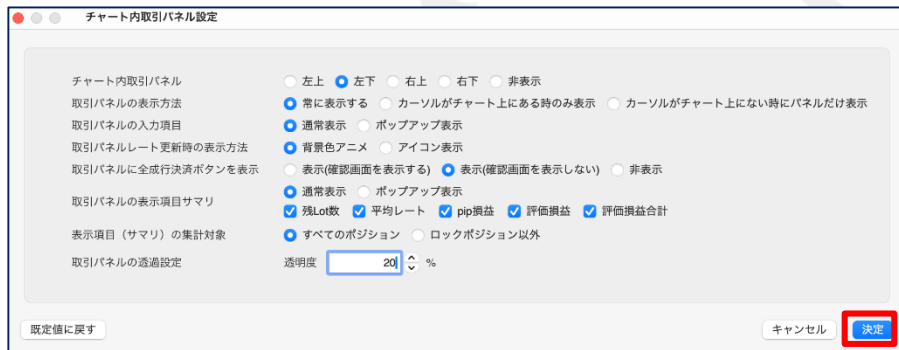 チャート内取引パネル設定
チャート内取引パネル 左上 左下 右上 右下 非表示
取引パネルの表示方法 常に表示する カーソルがチャート上にある時のみ表示 カーソルがチャート上にない時にパネルだけ表示
取引パネルの入力項目 通常表示 ポップアップ表示
取引パネルレート更新時の表示方法 背景色アニメ アイコン表示
取引パネルに全成行決済ボタンを表示 表示(確認画面を表示する) 表示(確認画面を表示しない) 非表示
取引パネルの表示項目サマリ 通常表示 ポップアップ表示
残Lot数 平均レート pip損益 評価損益 評価損益合計
表示項目（サマリ）の集計対象 すべてのポジション ロックポジション以外
取引パネルの透過設定 透明度 20 %
既定値に戻す キャンセル 決定